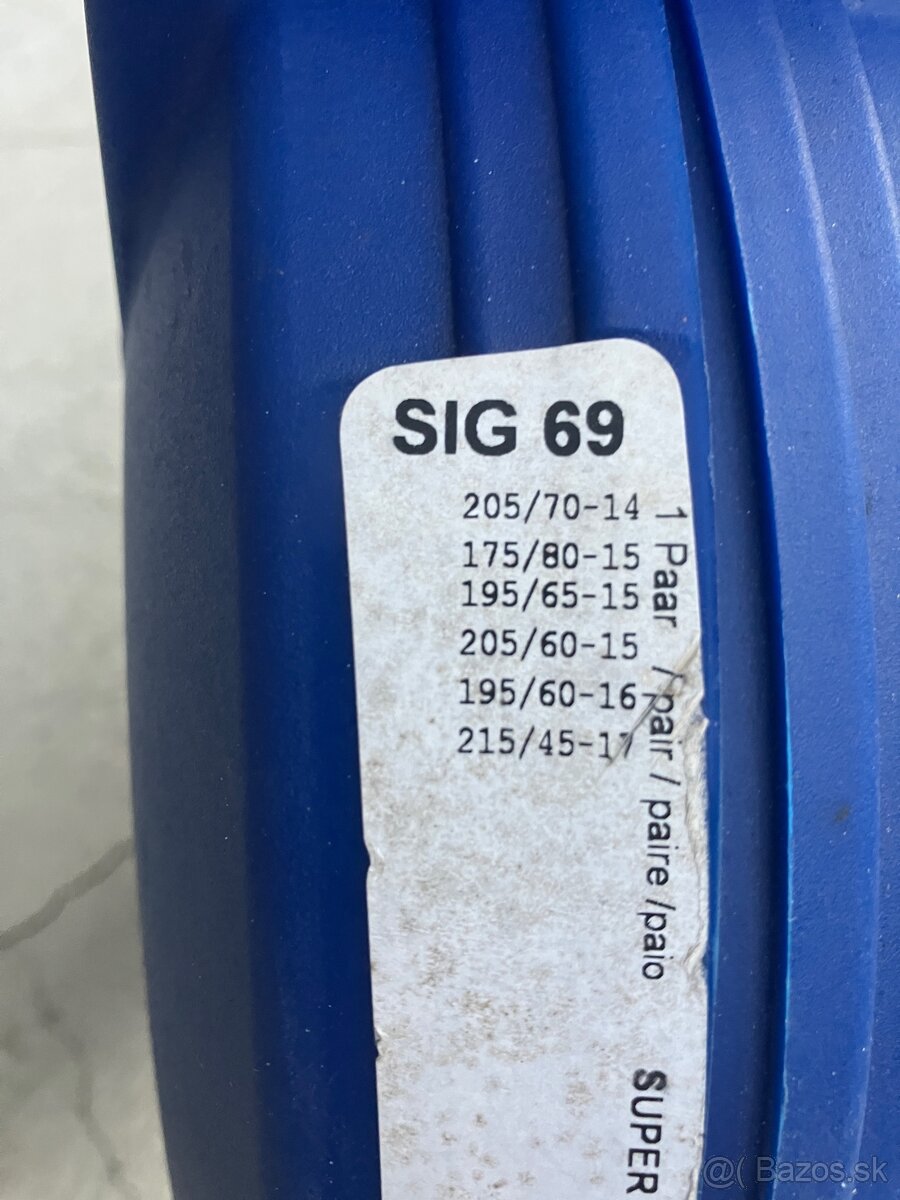 SIG 69
205/70-14
175/80-15
195/65-15
205/60-15
195/60-16
215/45-17
1 Paar / pair / paire /paio
SUPER
@( Bazos.sk